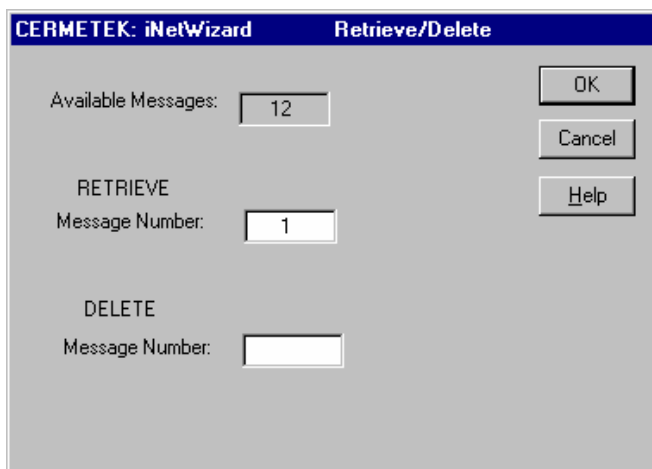 CERMETEK: iNetWizard Retrieve/Delete
Available Messages: 12
OK
Cancel
RETRIEVE
Message Number: 1
Help
DELETE
Message Number: